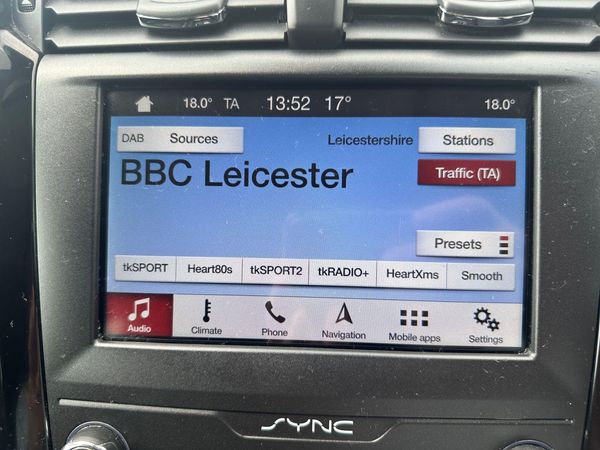 18.0° TA 13:52 17° 18.0°
DAB Sources Leicestershire Stations
BBC Leicester
Traffic (TA)
Presets
tkSPORT Heart80s tkSPORT2 tkRADIO+ HeartXms Smooth
Audio Climate Phone Navigation Mobile apps Settings
SYNC